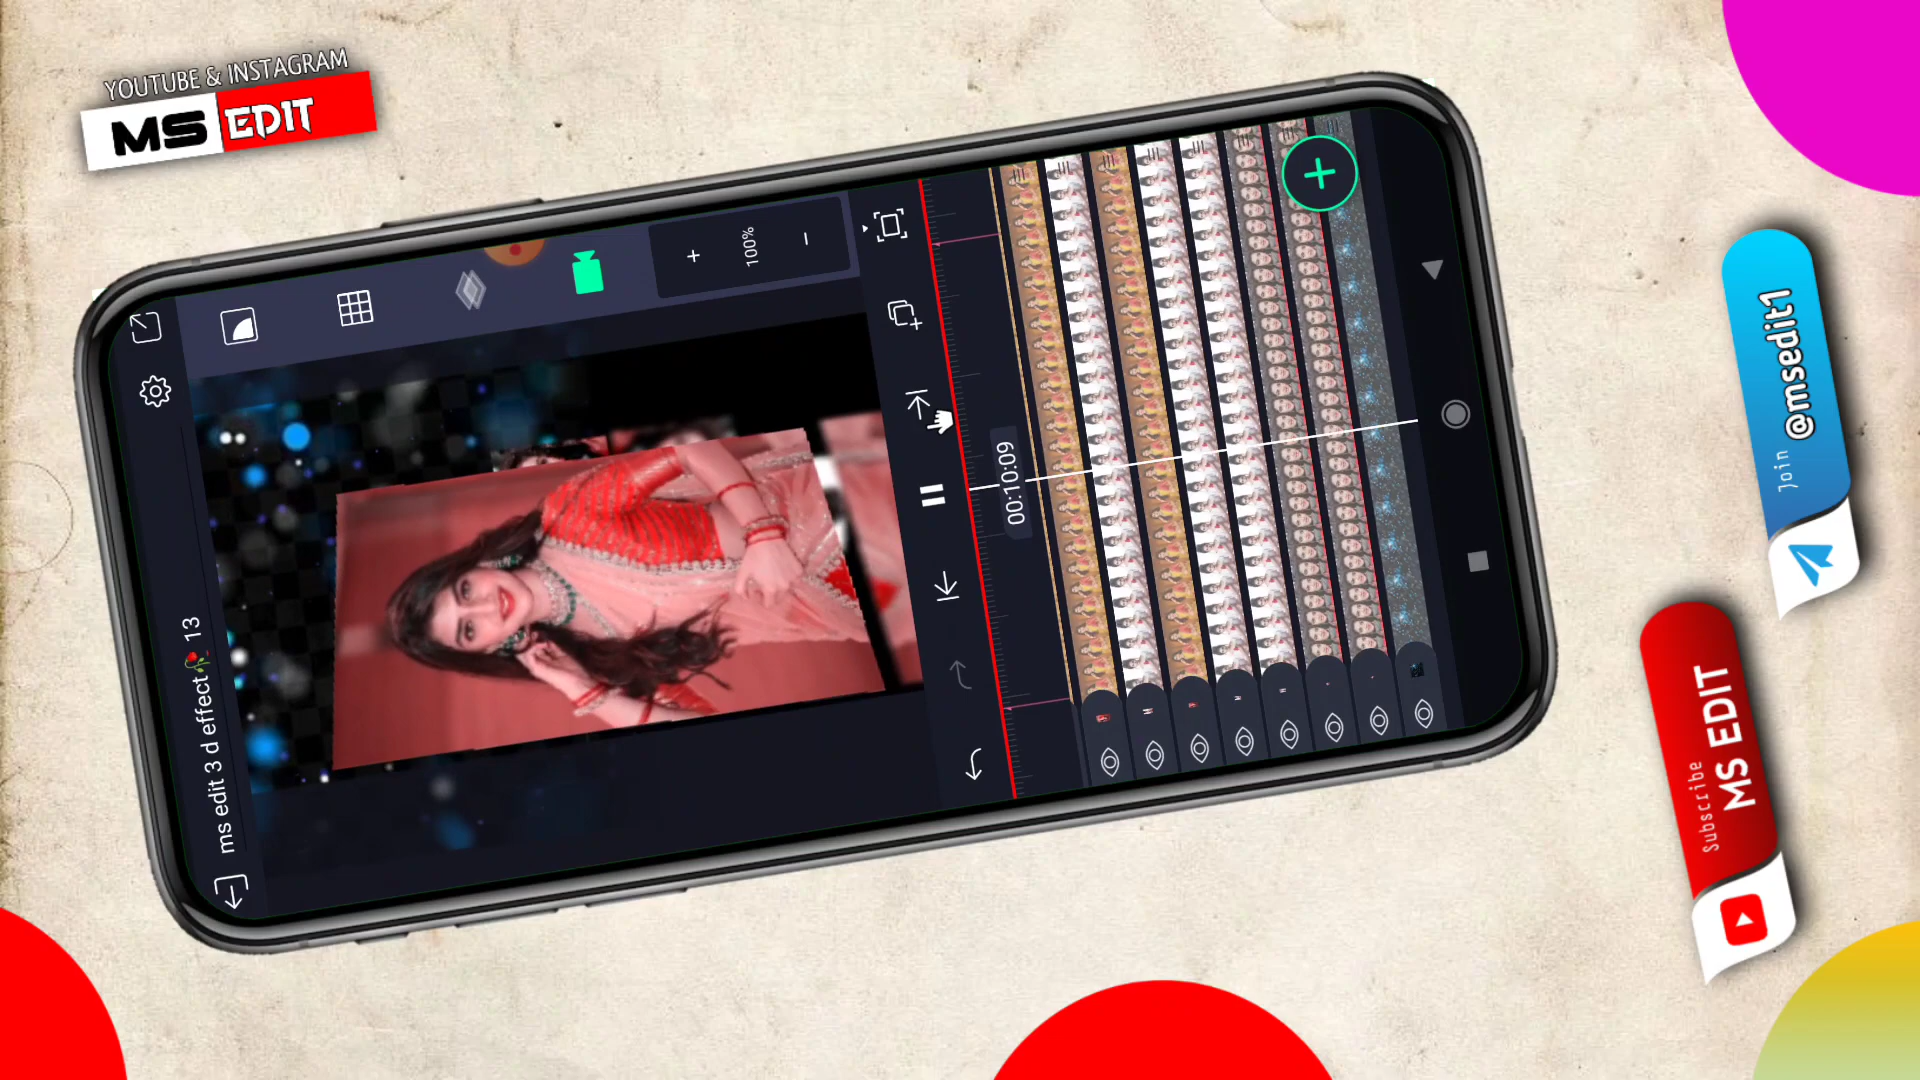 YOUTUBE & INSTAGRAM
MS EDIT
ms edit 3 d effect🥀 13
+ 100% −
00:10:09
Join @msedit1
Subscribe
MS EDIT